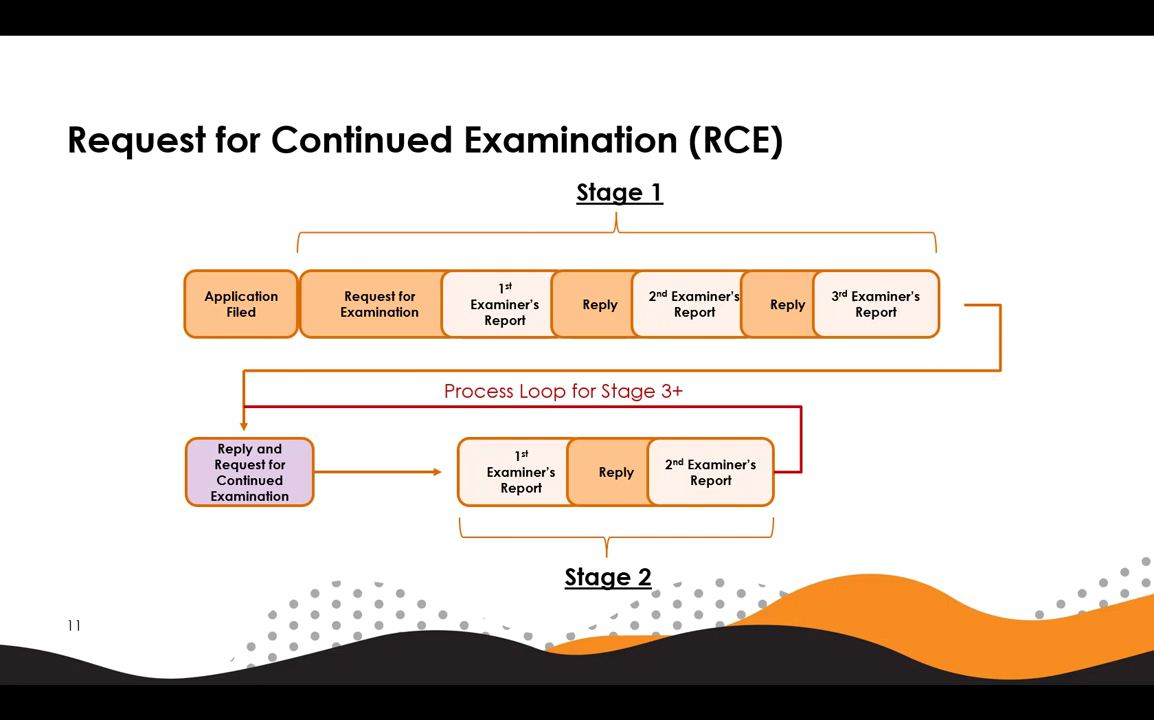 Request for Continued Examination (RCE)
Stage 1
Application
Filed
Request for
Examination
1st
Examiner's
Report
Reply
2nd Examiner's
Report
Reply
3rd Examiner's
Report
Process Loop for Stage 3+
Reply and
Request for
Continued
Examination
1st
Examiner's
Report
Reply
2nd Examiner's
Report
Stage 2
11